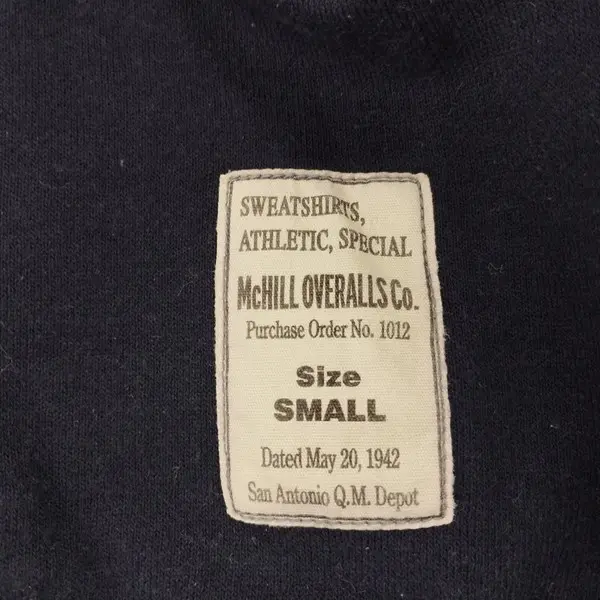 SWEATSHIRTS,
ATHLETIC, SPECIAL
McHILL OVERALLS Co.
Purchase Order No. 1012
Size
SMALL
Dated May 20, 1942
San Antonio Q.M. Depot